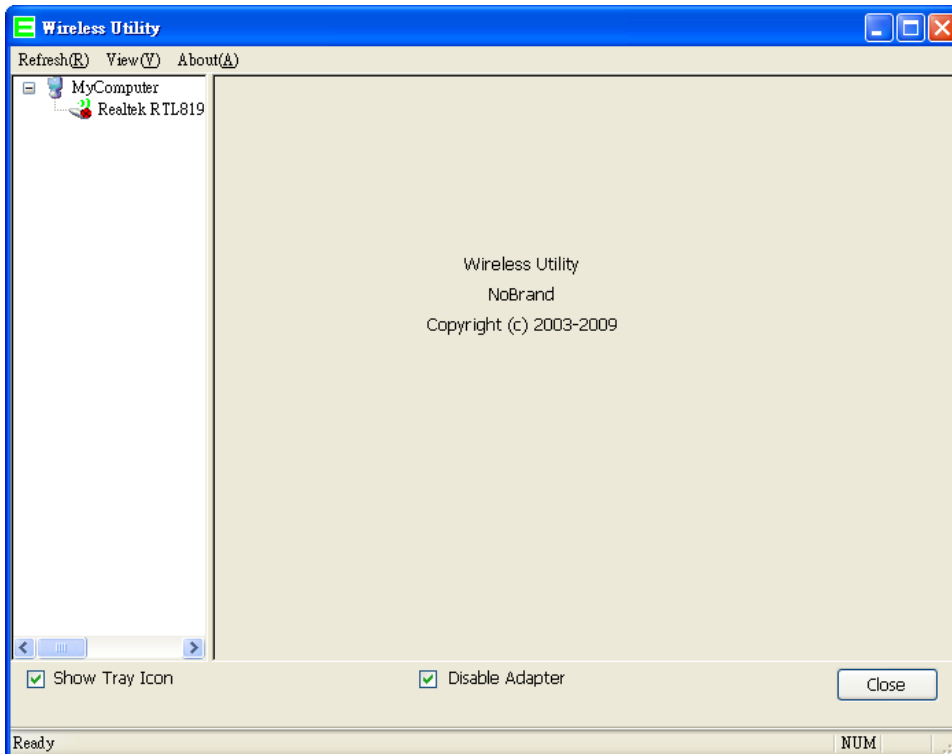 Wireless Utility
Refresh(R) View(V) About(A)
MyComputer
Realtek RTL819
Wireless Utility
NoBrand
Copyright (c) 2003-2009
Show Tray Icon
Disable Adapter
Close
Ready
NUM